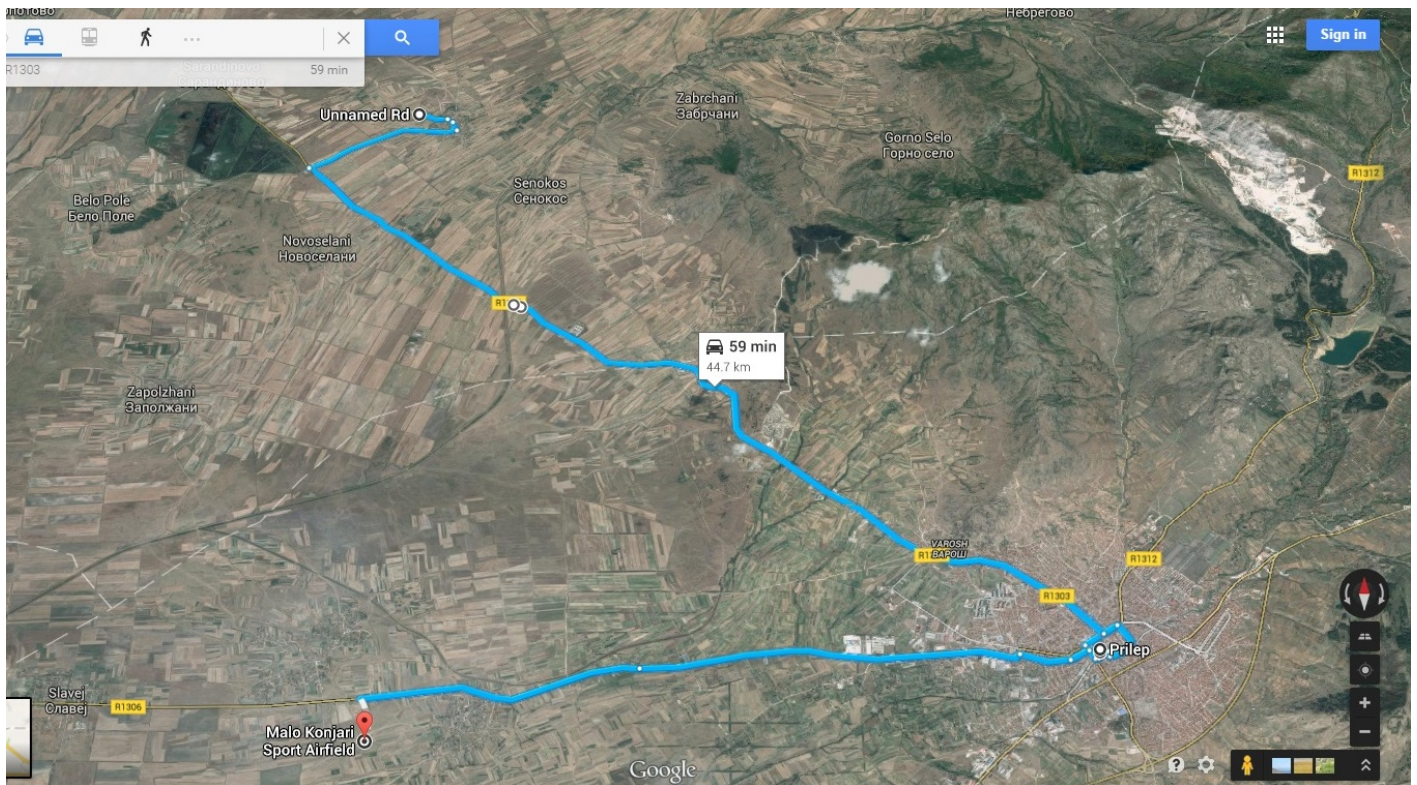 Небрегово
Sign in
R1303
59 min
Unnamed Rd
Zabrchani
Забрчани
Gorno Selo
Горно село
R1312
Senokos
Сенокос
Belo Pole
Бело Поле
Novoselani
Новоселани
59 min
44.7 km
Zapolzhani
Заполжани
VAROSH
ВАРОШ
R1312
R1303
Prilep
Slavej
Славеј
R1306
Malo Konjari
Sport Airfield
Google